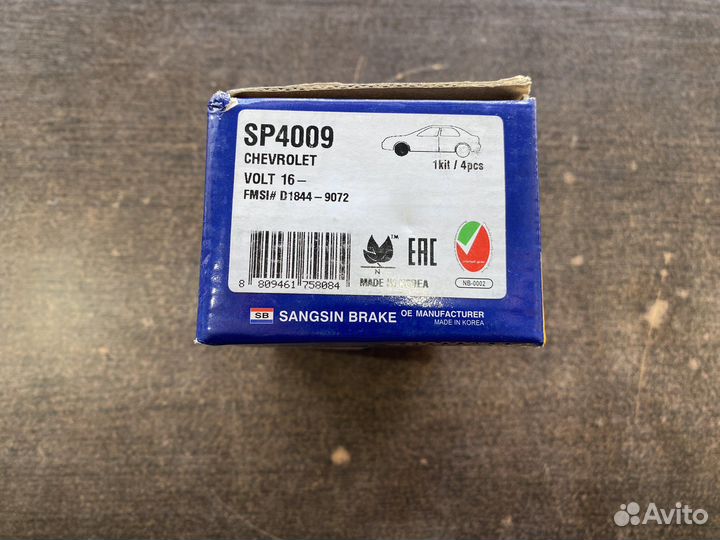 SP4009
CHEVROLET
VOLT 16-
FMSI# D1844-9072
1kit / 4pcs
TM
EAC
N
MADE IN KOREA
NB-0002
8 809461 758084
SB SANGSIN BRAKE OE MANUFACTURER
MADE IN KOREA
Avito